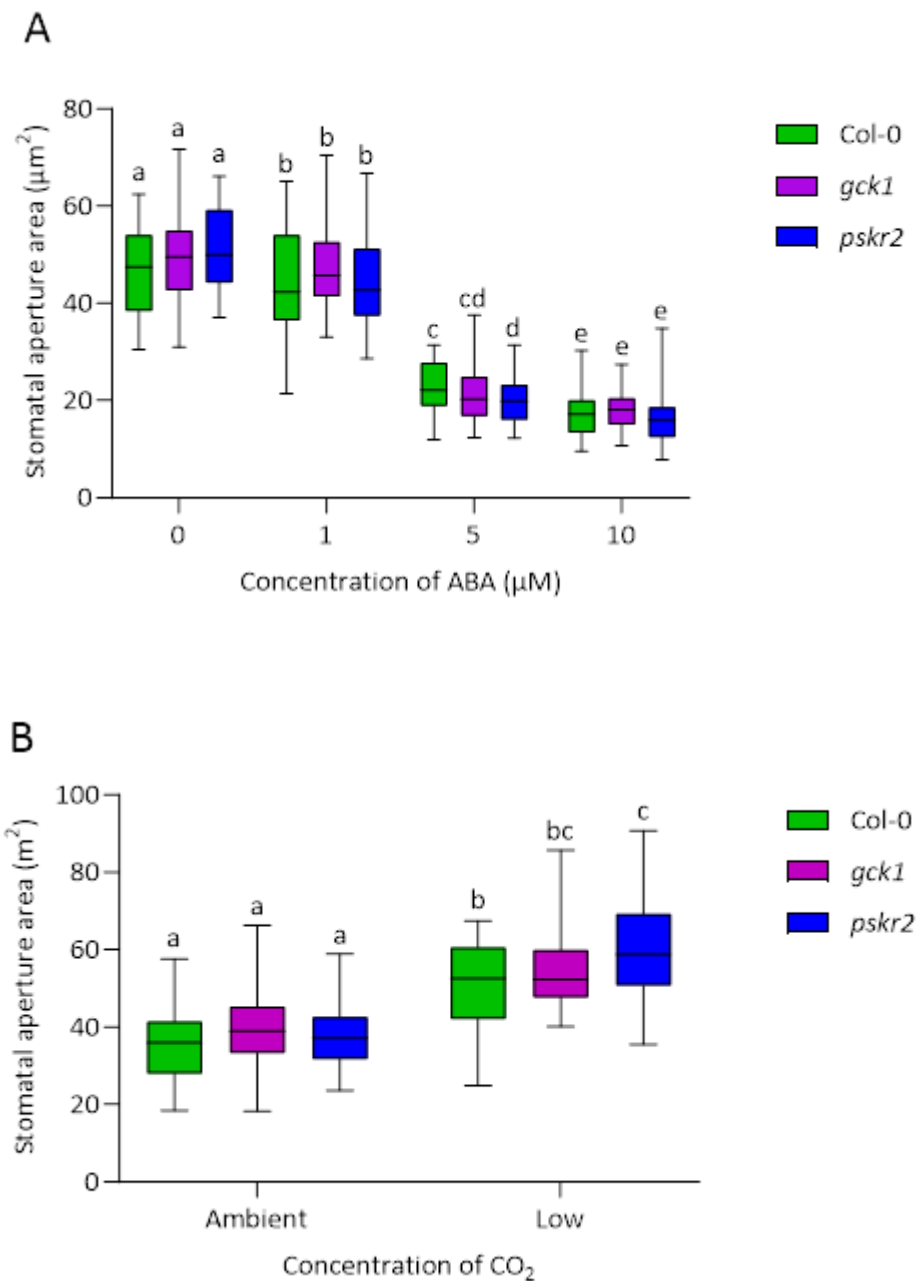 A
Stomatal aperture area (µm²)
80
60
40
20
0
a
a
a
b
b
b
c
cd
d
e
e
e
0
1
5
10
Concentration of ABA (µM)
Col-0
gck1
pskr2
B
Stomatal aperture area (m²)
100
80
60
40
20
0
a
a
a
b
bc
c
Ambient
Low
Concentration of CO₂
Col-0
gck1
pskr2